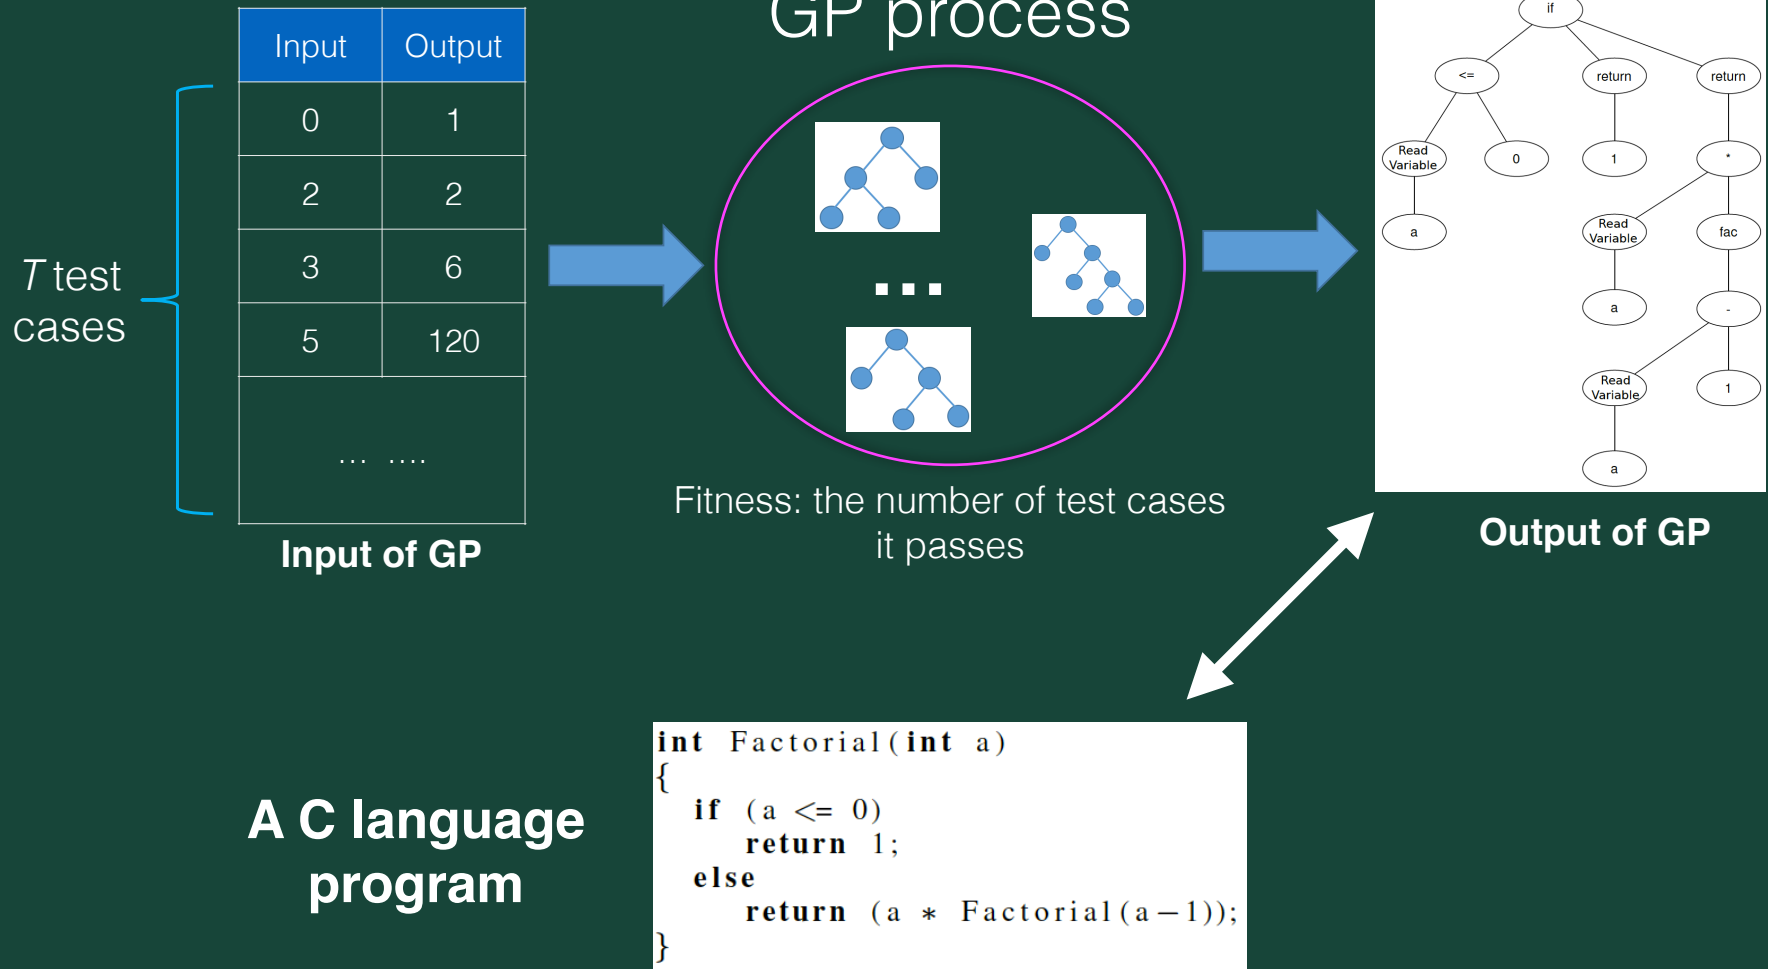 GP process
Input Output
0 1
2 2
3 6
5 120
... ....
T test
cases
Input of GP
...
Fitness: the number of test cases
it passes
if
<= return return
Read
Variable
0 1 *
a
Read
Variable
fac
a -
Read
Variable
1
a
Output of GP
A C language
program
int Factorial(int a)
{
if (a <= 0)
return 1;
else
return (a * Factorial(a-1));
}